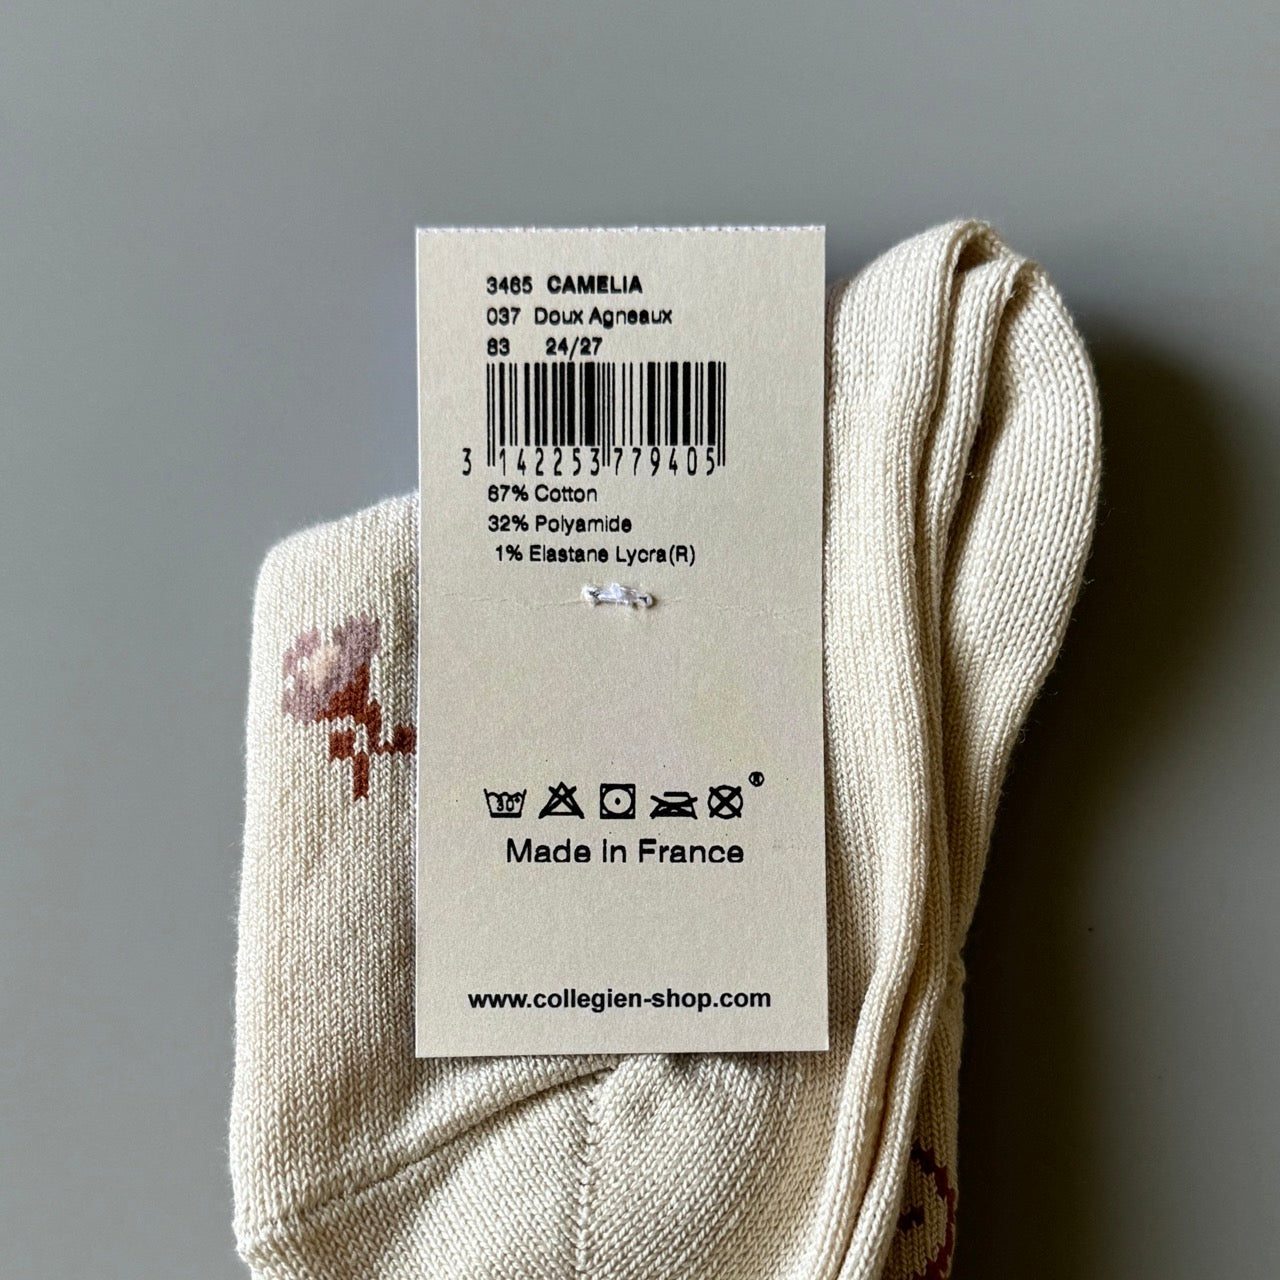 3465 CAMELIA
037 Doux Agneaux
83 24/27
3 142253 779405
67% Cotton
32% Polyamide
1% Elastane Lycra(R)
30°
®
Made in France
www.collegien-shop.com